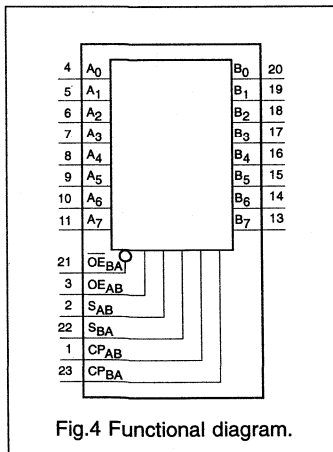 4 A0 B0 20
5 A1 B1 19
6 A2 B2 18
7 A3 B3 17
8 A4 B4 16
9 A5 B5 15
10 A6 B6 14
11 A7 B7 13
21 O̅E̅BA
3 OEAB
2 SAB
22 SBA
1 CPAB
23 CPBA
Fig.4 Functional diagram.